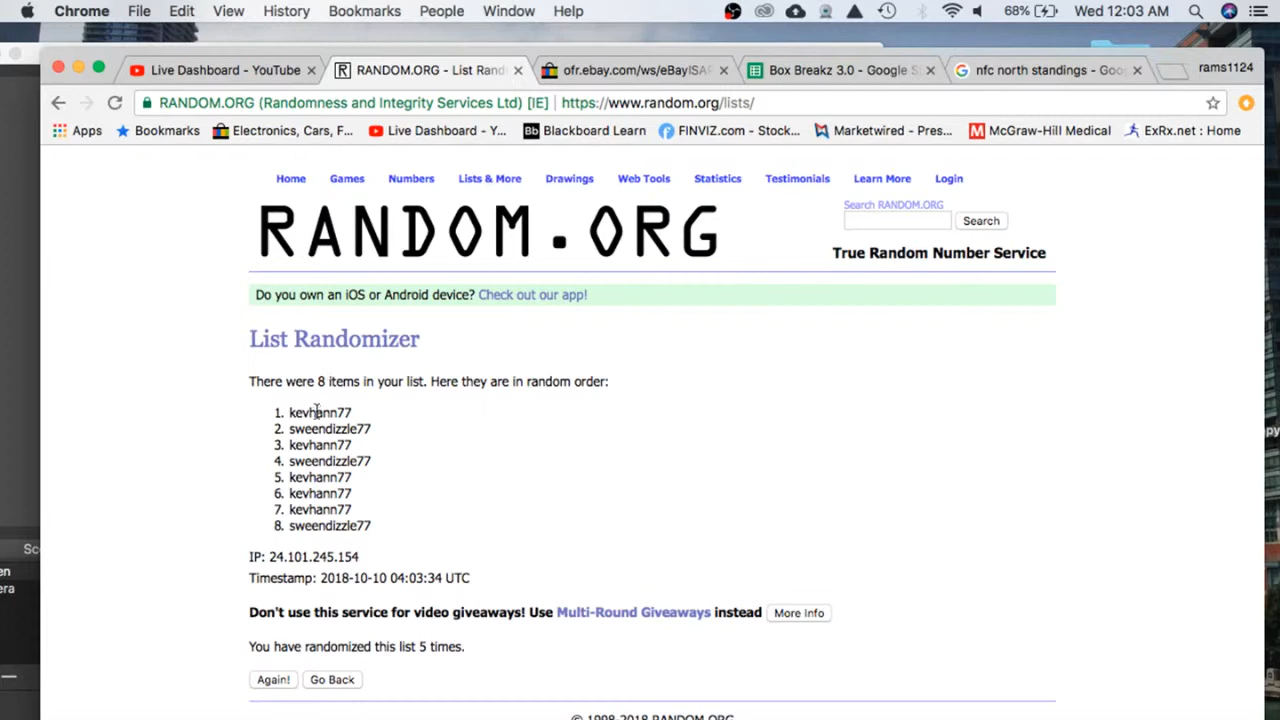 Chrome File Edit View History Bookmarks People Window Help 68% Wed 12:03 AM
Live Dashboard - YouTube RANDOM.ORG - List Rand ofr.ebay.com/ws/eBayISAP Box Breakz 3.0 - Google S nfc north standings - Goo rams1124
RANDOM.ORG (Randomness and Integrity Services Ltd) [IE] https://www.random.org/lists/
Apps Bookmarks Electronics, Cars, F... Live Dashboard - Y... Bb Blackboard Learn FINVIZ.com - Stock... Marketwired - Pres... McGraw-Hill Medical ExRx.net : Home
Home Games Numbers Lists & More Drawings Web Tools Statistics Testimonials Learn More Login
Search RANDOM.ORG
Search
RANDOM.ORG
True Random Number Service
Do you own an iOS or Android device? Check out our app!
List Randomizer
There were 8 items in your list. Here they are in random order:
1. kevhann77
2. sweendizzle77
3. kevhann77
4. sweendizzle77
5. kevhann77
6. kevhann77
7. kevhann77
8. sweendizzle77
IP: 24.101.245.154
Timestamp: 2018-10-10 04:03:34 UTC
Don't use this service for video giveaways! Use Multi-Round Giveaways instead More Info
You have randomized this list 5 times.
Again! Go Back
© 1998-2018 RANDOM.ORG